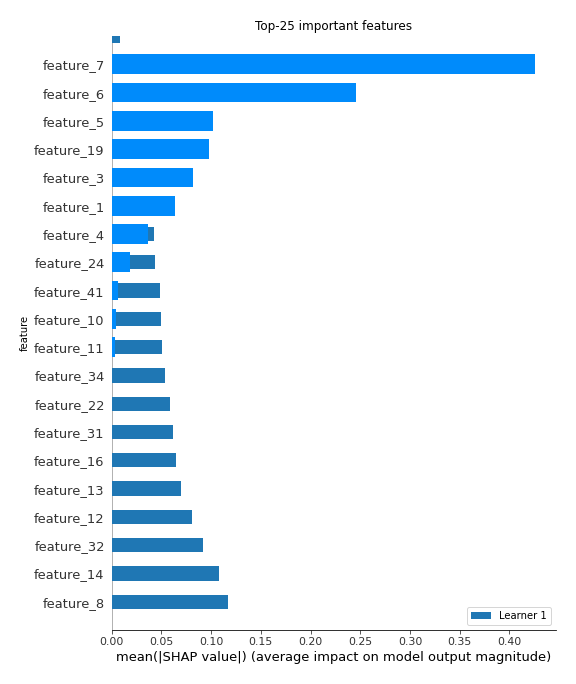 Top-25 important features
feature_7
feature_6
feature_5
feature_19
feature_3
feature_1
feature_4
feature_24
feature_41
feature_10
feature
feature_11
feature_34
feature_22
feature_31
feature_16
feature_13
feature_12
feature_32
feature_14
feature_8
Learner 1
0.00 0.05 0.10 0.15 0.20 0.25 0.30 0.35 0.40
mean(|SHAP value|) (average impact on model output magnitude)